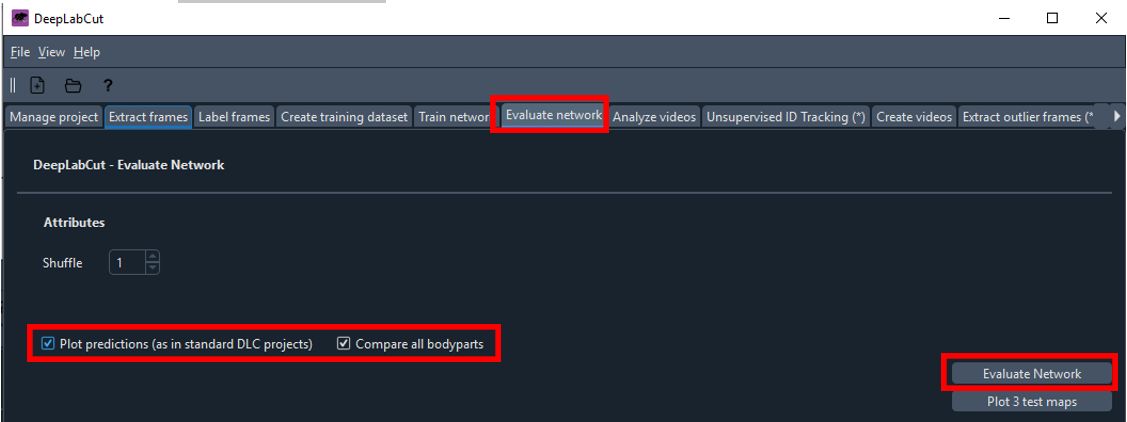 DeepLabCut
File View Help
?
Manage project Extract frames Label frames Create training dataset Train network Evaluate network Analyze videos Unsupervised ID Tracking (*) Create videos Extract outlier frames (*
DeepLabCut - Evaluate Network
Attributes
Shuffle 1
Plot predictions (as in standard DLC projects) Compare all bodyparts
Evaluate Network
Plot 3 test maps